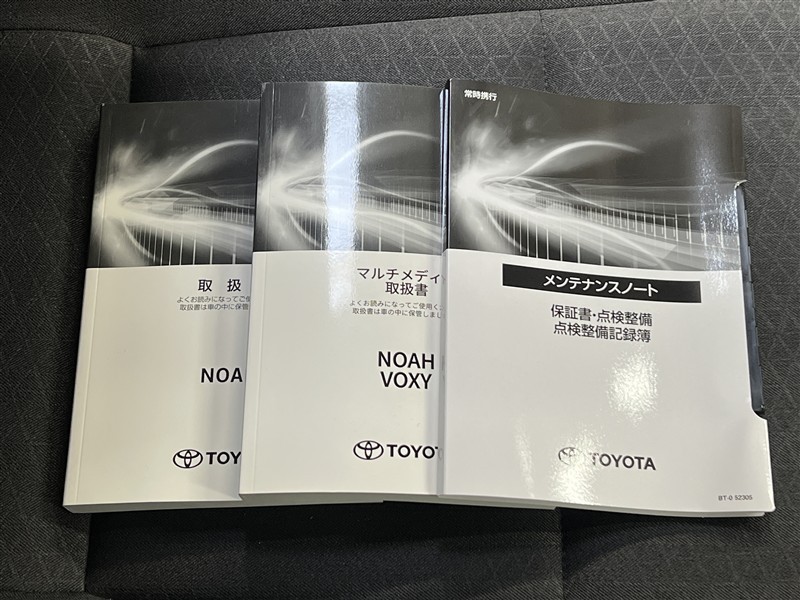 取 扱
よくお読みになってご使
取扱書は車の中に保管
NOA
TOY
マルチメディ
取扱書
よくお読みになってご使用く
取扱書は車の中に保管しまし
NOAH
VOXY
TOYOT
常時携行
メンテナンスノート
保証書・点検整備
点検整備記録簿
TOYOTA
BT-0 52305